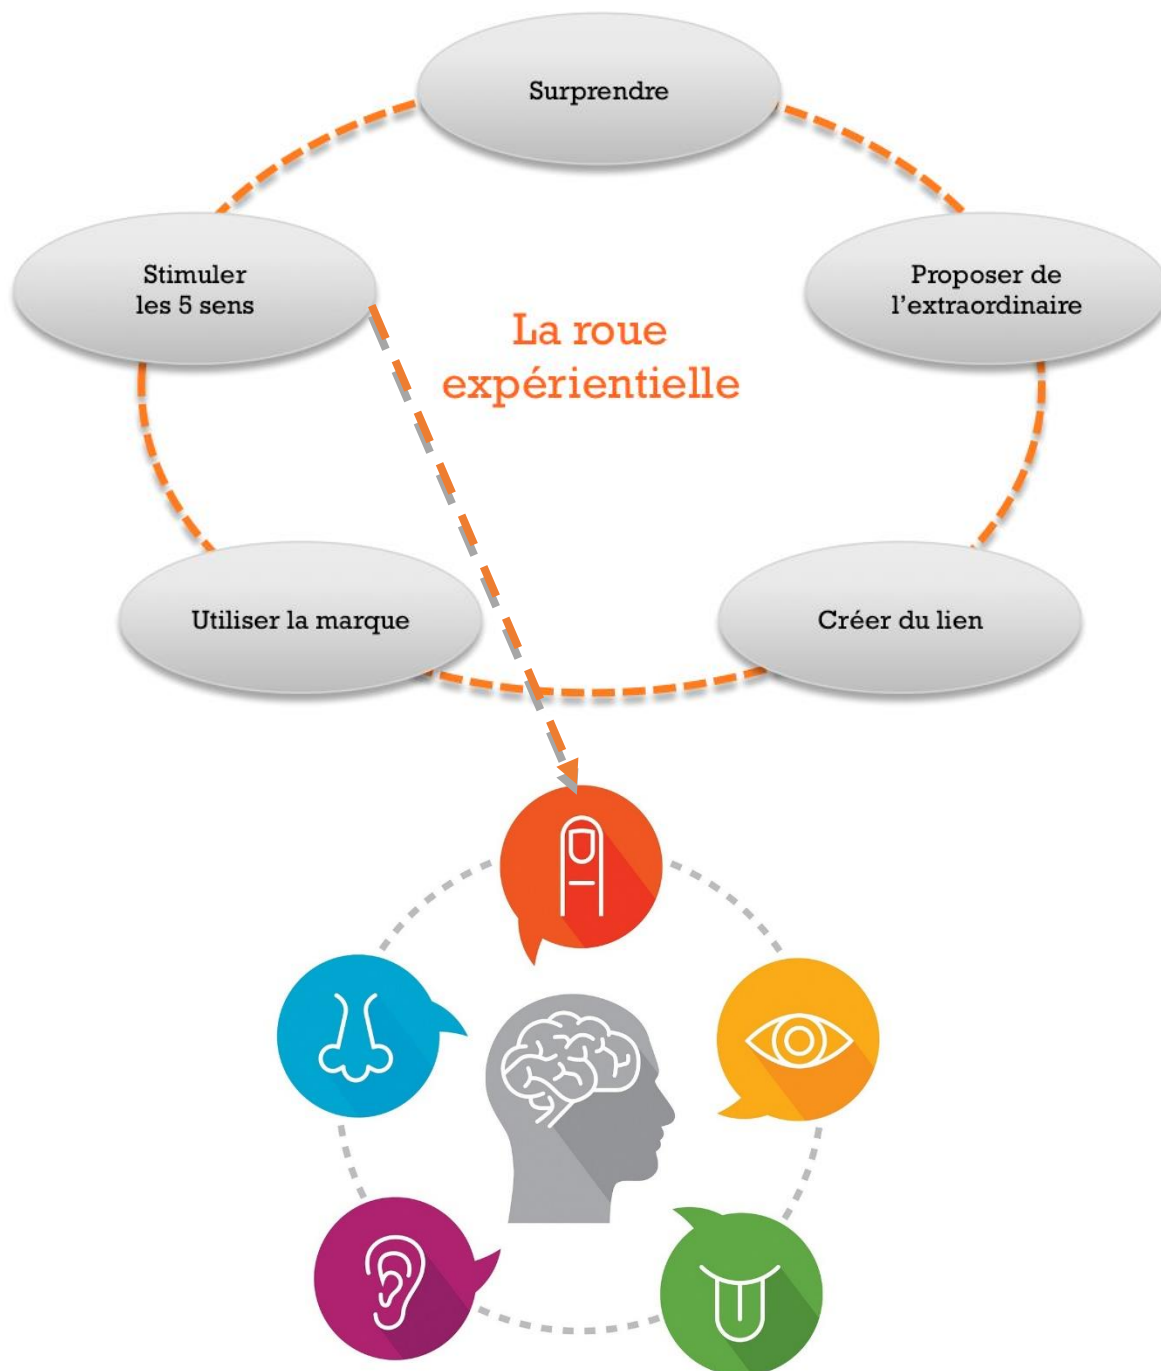 Surprendre
Stimuler
les 5 sens
Proposer de
l'extraordinaire
La roue
expérientielle
Utiliser la marque
Créer du lien